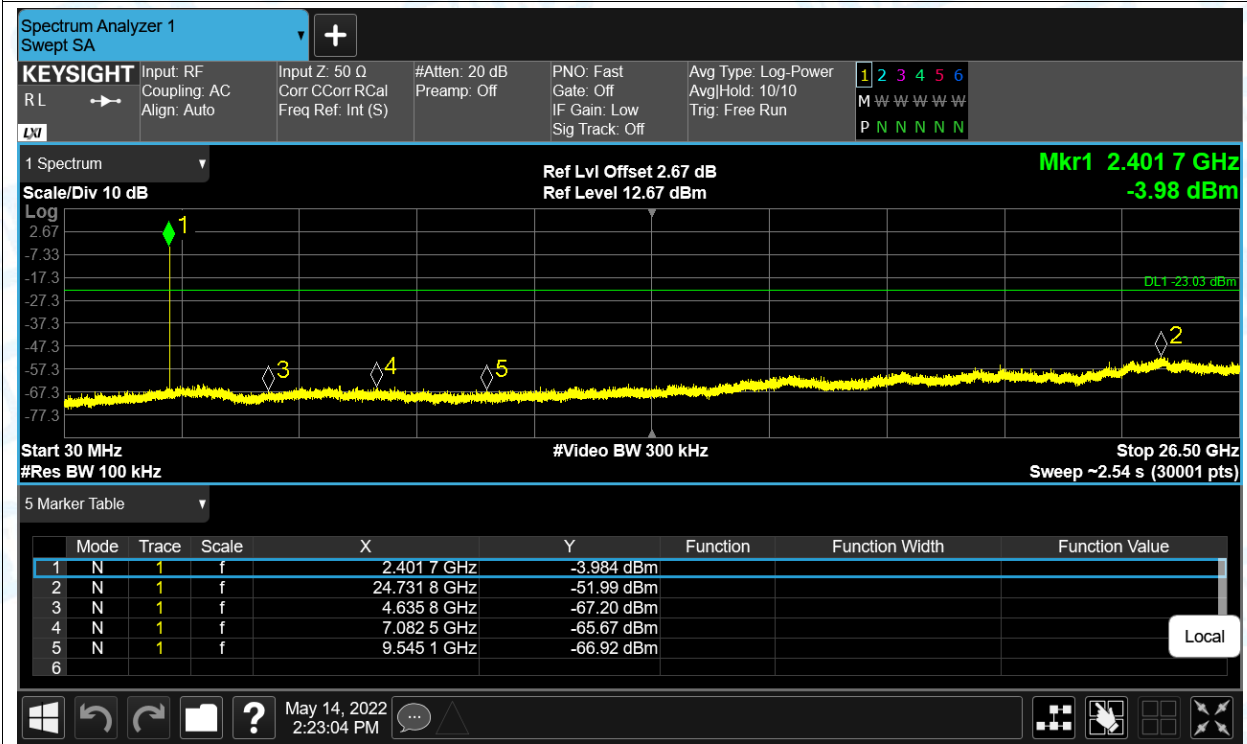 Spectrum Analyzer 1
Swept SA
KEYSIGHT
R L
LXI
Input: RF
Coupling: AC
Align: Auto
Input Z: 50 Ω
Corr CCorr RCal
Freq Ref: Int (S)
#Atten: 20 dB
Preamp: Off
PNO: Fast
Gate: Off
IF Gain: Low
Sig Track: Off
Avg Type: Log-Power
Avg|Hold: 10/10
Trig: Free Run
1 2 3 4 5 6
M W W W W W
P N N N N N
1 Spectrum
Scale/Div 10 dB
Ref Lvl Offset 2.67 dB
Ref Level 12.67 dBm
Mkr1 2.401 7 GHz
-3.98 dBm
Log
2.67
-7.33
-17.3
-27.3
-37.3
-47.3
-57.3
-67.3
-77.3
1
DL1 -23.03 dBm
2
3
4
5
Start 30 MHz
#Res BW 100 kHz
#Video BW 300 kHz
Stop 26.50 GHz
Sweep ~2.54 s (30001 pts)
5 Marker Table
Mode Trace Scale X Y Function Function Width Function Value
1 N 1 f 2.401 7 GHz -3.984 dBm
2 N 1 f 24.731 8 GHz -51.99 dBm
3 N 1 f 4.635 8 GHz -67.20 dBm
4 N 1 f 7.082 5 GHz -65.67 dBm
5 N 1 f 9.545 1 GHz -66.92 dBm
6
Local
?
May 14, 2022
2:23:04 PM